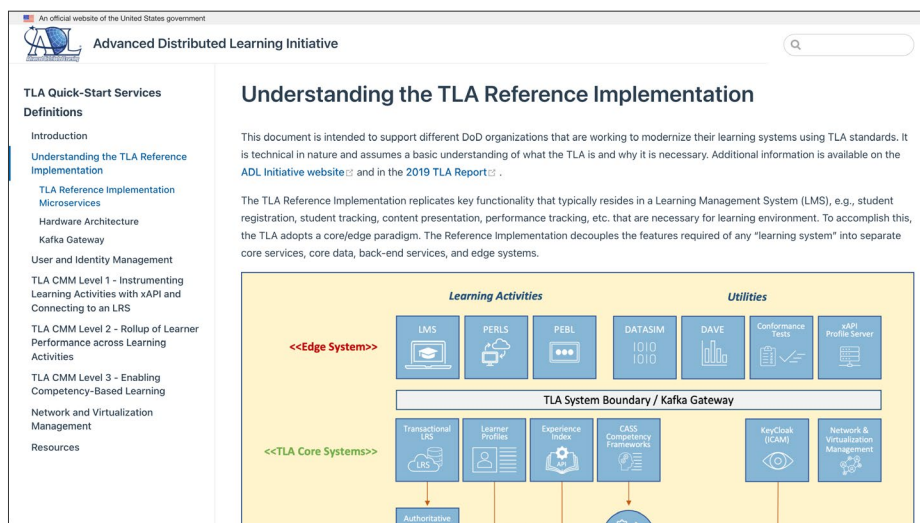 An official website of the United States government
ADL
Advanced Distributed Learning
Advanced Distributed Learning Initiative
TLA Quick-Start Services
Definitions
Introduction
Understanding the TLA Reference
Implementation
TLA Reference Implementation
Microservices
Hardware Architecture
Kafka Gateway
User and Identity Management
TLA CMM Level 1 - Instrumenting
Learning Activities with xAPI and
Connecting to an LRS
TLA CMM Level 2 - Rollup of Learner
Performance across Learning
Activities
TLA CMM Level 3 - Enabling
Competency-Based Learning
Network and Virtualization
Management
Resources
Understanding the TLA Reference Implementation
This document is intended to support different DoD organizations that are working to modernize their learning systems using TLA standards. It
is technical in nature and assumes a basic understanding of what the TLA is and why it is necessary. Additional information is available on the
ADL Initiative website and in the 2019 TLA Report .
The TLA Reference Implementation replicates key functionality that typically resides in a Learning Management System (LMS), e.g., student
registration, student tracking, content presentation, performance tracking, etc. that are necessary for learning environment. To accomplish this,
the TLA adopts a core/edge paradigm. The Reference Implementation decouples the features required of any “learning system” into separate
core services, core data, back-end services, and edge systems.
Learning Activities
Utilities
<<Edge System>>
LMS
PERLS
PEBL
DATASIM
1010
1010
DAVE
Conformance
Tests
xAPI
Profile Server
TLA System Boundary / Kafka Gateway
<<TLA Core Systems>>
Transactional
LRS
LRS
Learner
Profiles
Experience
Index
API
CASS
Competency
Frameworks
KeyCloak
(ICAM)
Network &
Virtualization
Management
Authoritative